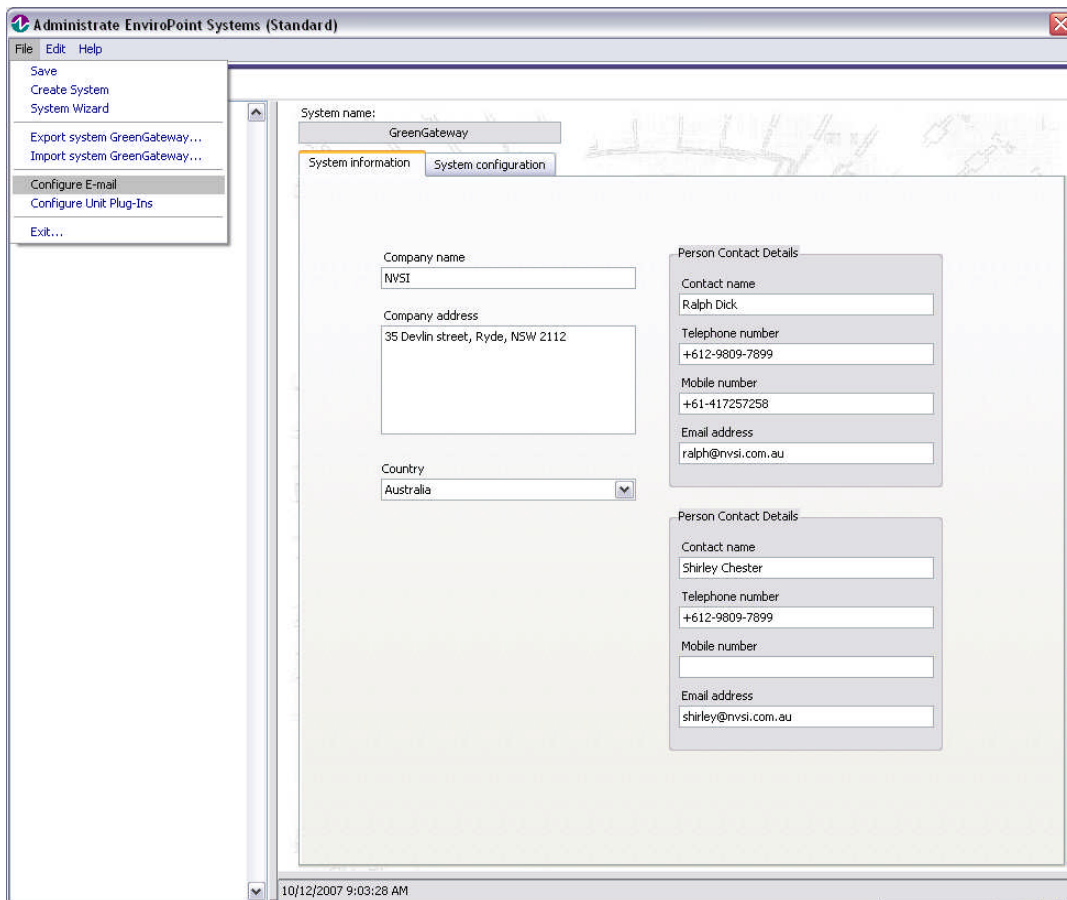 Administrate EnviroPoint Systems (Standard)
File Edit Help
Save
Create System
System Wizard
Export system GreenGateway...
Import system GreenGateway...
Configure E-mail
Configure Unit Plug-Ins
Exit...
System name:
GreenGateway
System information System configuration
Company name
NVSI
Company address
35 Devlin street, Ryde, NSW 2112
Country
Australia
Person Contact Details
Contact name
Ralph Dick
Telephone number
+612-9809-7899
Mobile number
+61-417257258
Email address
ralph@nvsi.com.au
Person Contact Details
Contact name
Shirley Chester
Telephone number
+612-9809-7899
Mobile number
Email address
shirley@nvsi.com.au
10/12/2007 9:03:28 AM